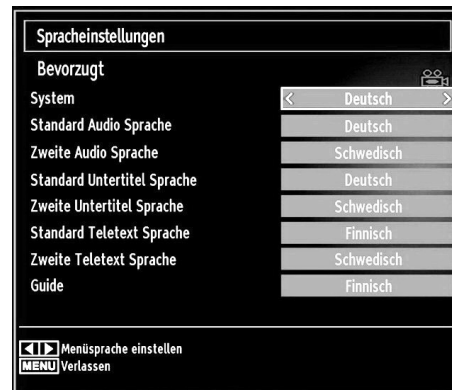 Spracheinstellungen
Bevorzugt
System < Deutsch >
Standard Audio Sprache Deutsch
Zweite Audio Sprache Schwedisch
Standard Untertitel Sprache Deutsch
Zweite Untertitel Sprache Schwedisch
Standard Teletext Sprache Finnisch
Zweite Teletext Sprache Schwedisch
Guide Finnisch
Menüsprache einstellen
MENU Verlassen